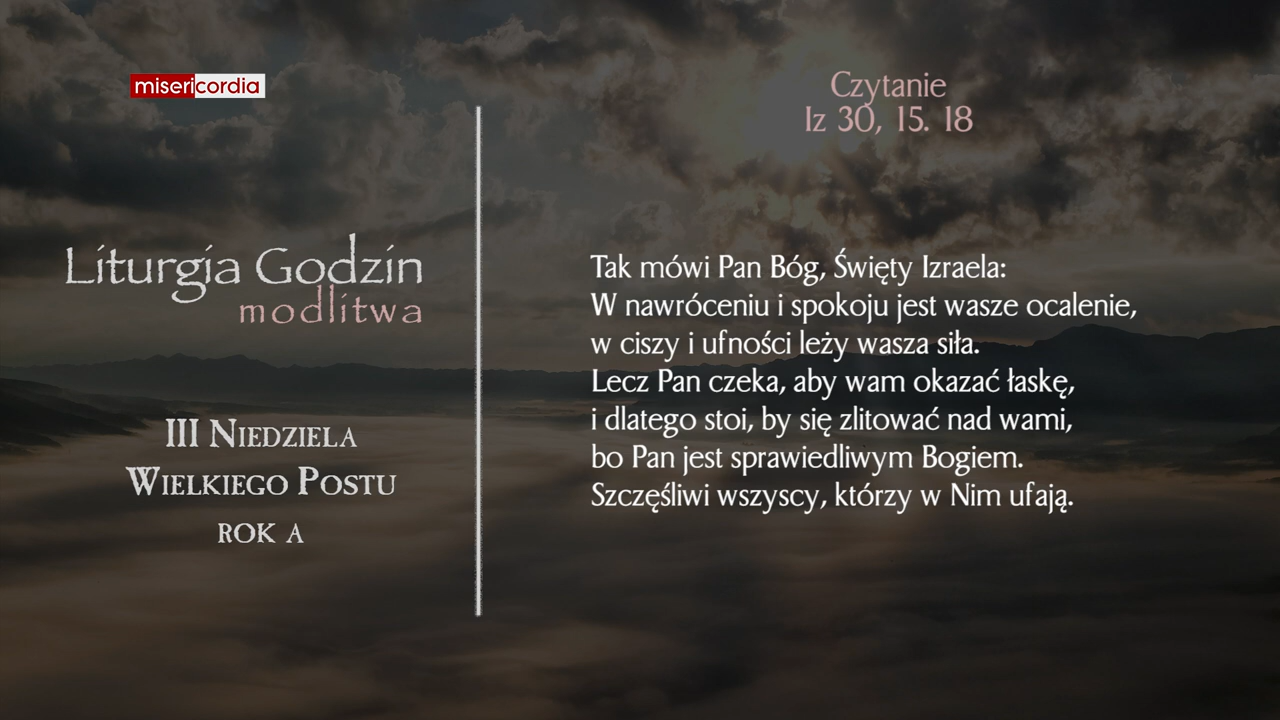 misericordia
Liturgia Godzin
modlitwa
III Niedziela
Wielkiego Postu
rok A
Czytanie
Iz 30, 15. 18
Tak mówi Pan Bóg, Święty Izraela:
W nawróceniu i spokoju jest wasze ocalenie,
w ciszy i ufności leży wasza siła.
Lecz Pan czeka, aby wam okazać łaskę,
i dlatego stoi, by się zlitować nad wami,
bo Pan jest sprawiedliwym Bogiem.
Szczęśliwi wszyscy, którzy w Nim ufają.